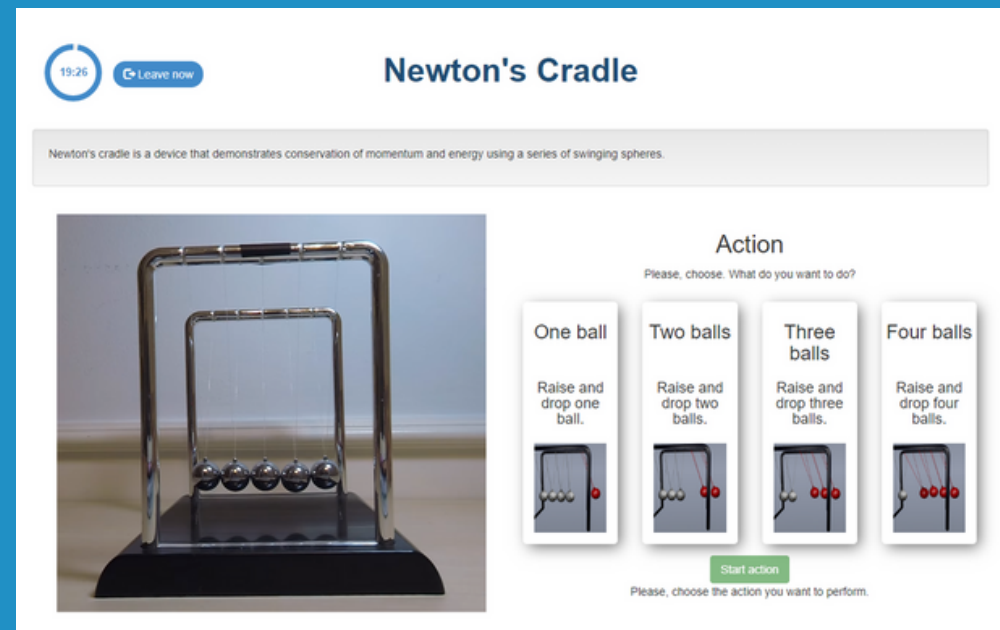 19:26
Leave now
Newton's Cradle
Newton's cradle is a device that demonstrates conservation of momentum and energy using a series of swinging spheres.
Action
Please, choose. What do you want to do?
One ball
Raise and
drop one
ball.
Two balls
Raise and
drop two
balls.
Three
balls
Raise and
drop three
balls.
Four balls
Raise and
drop four
balls.
Start action
Please, choose the action you want to perform.